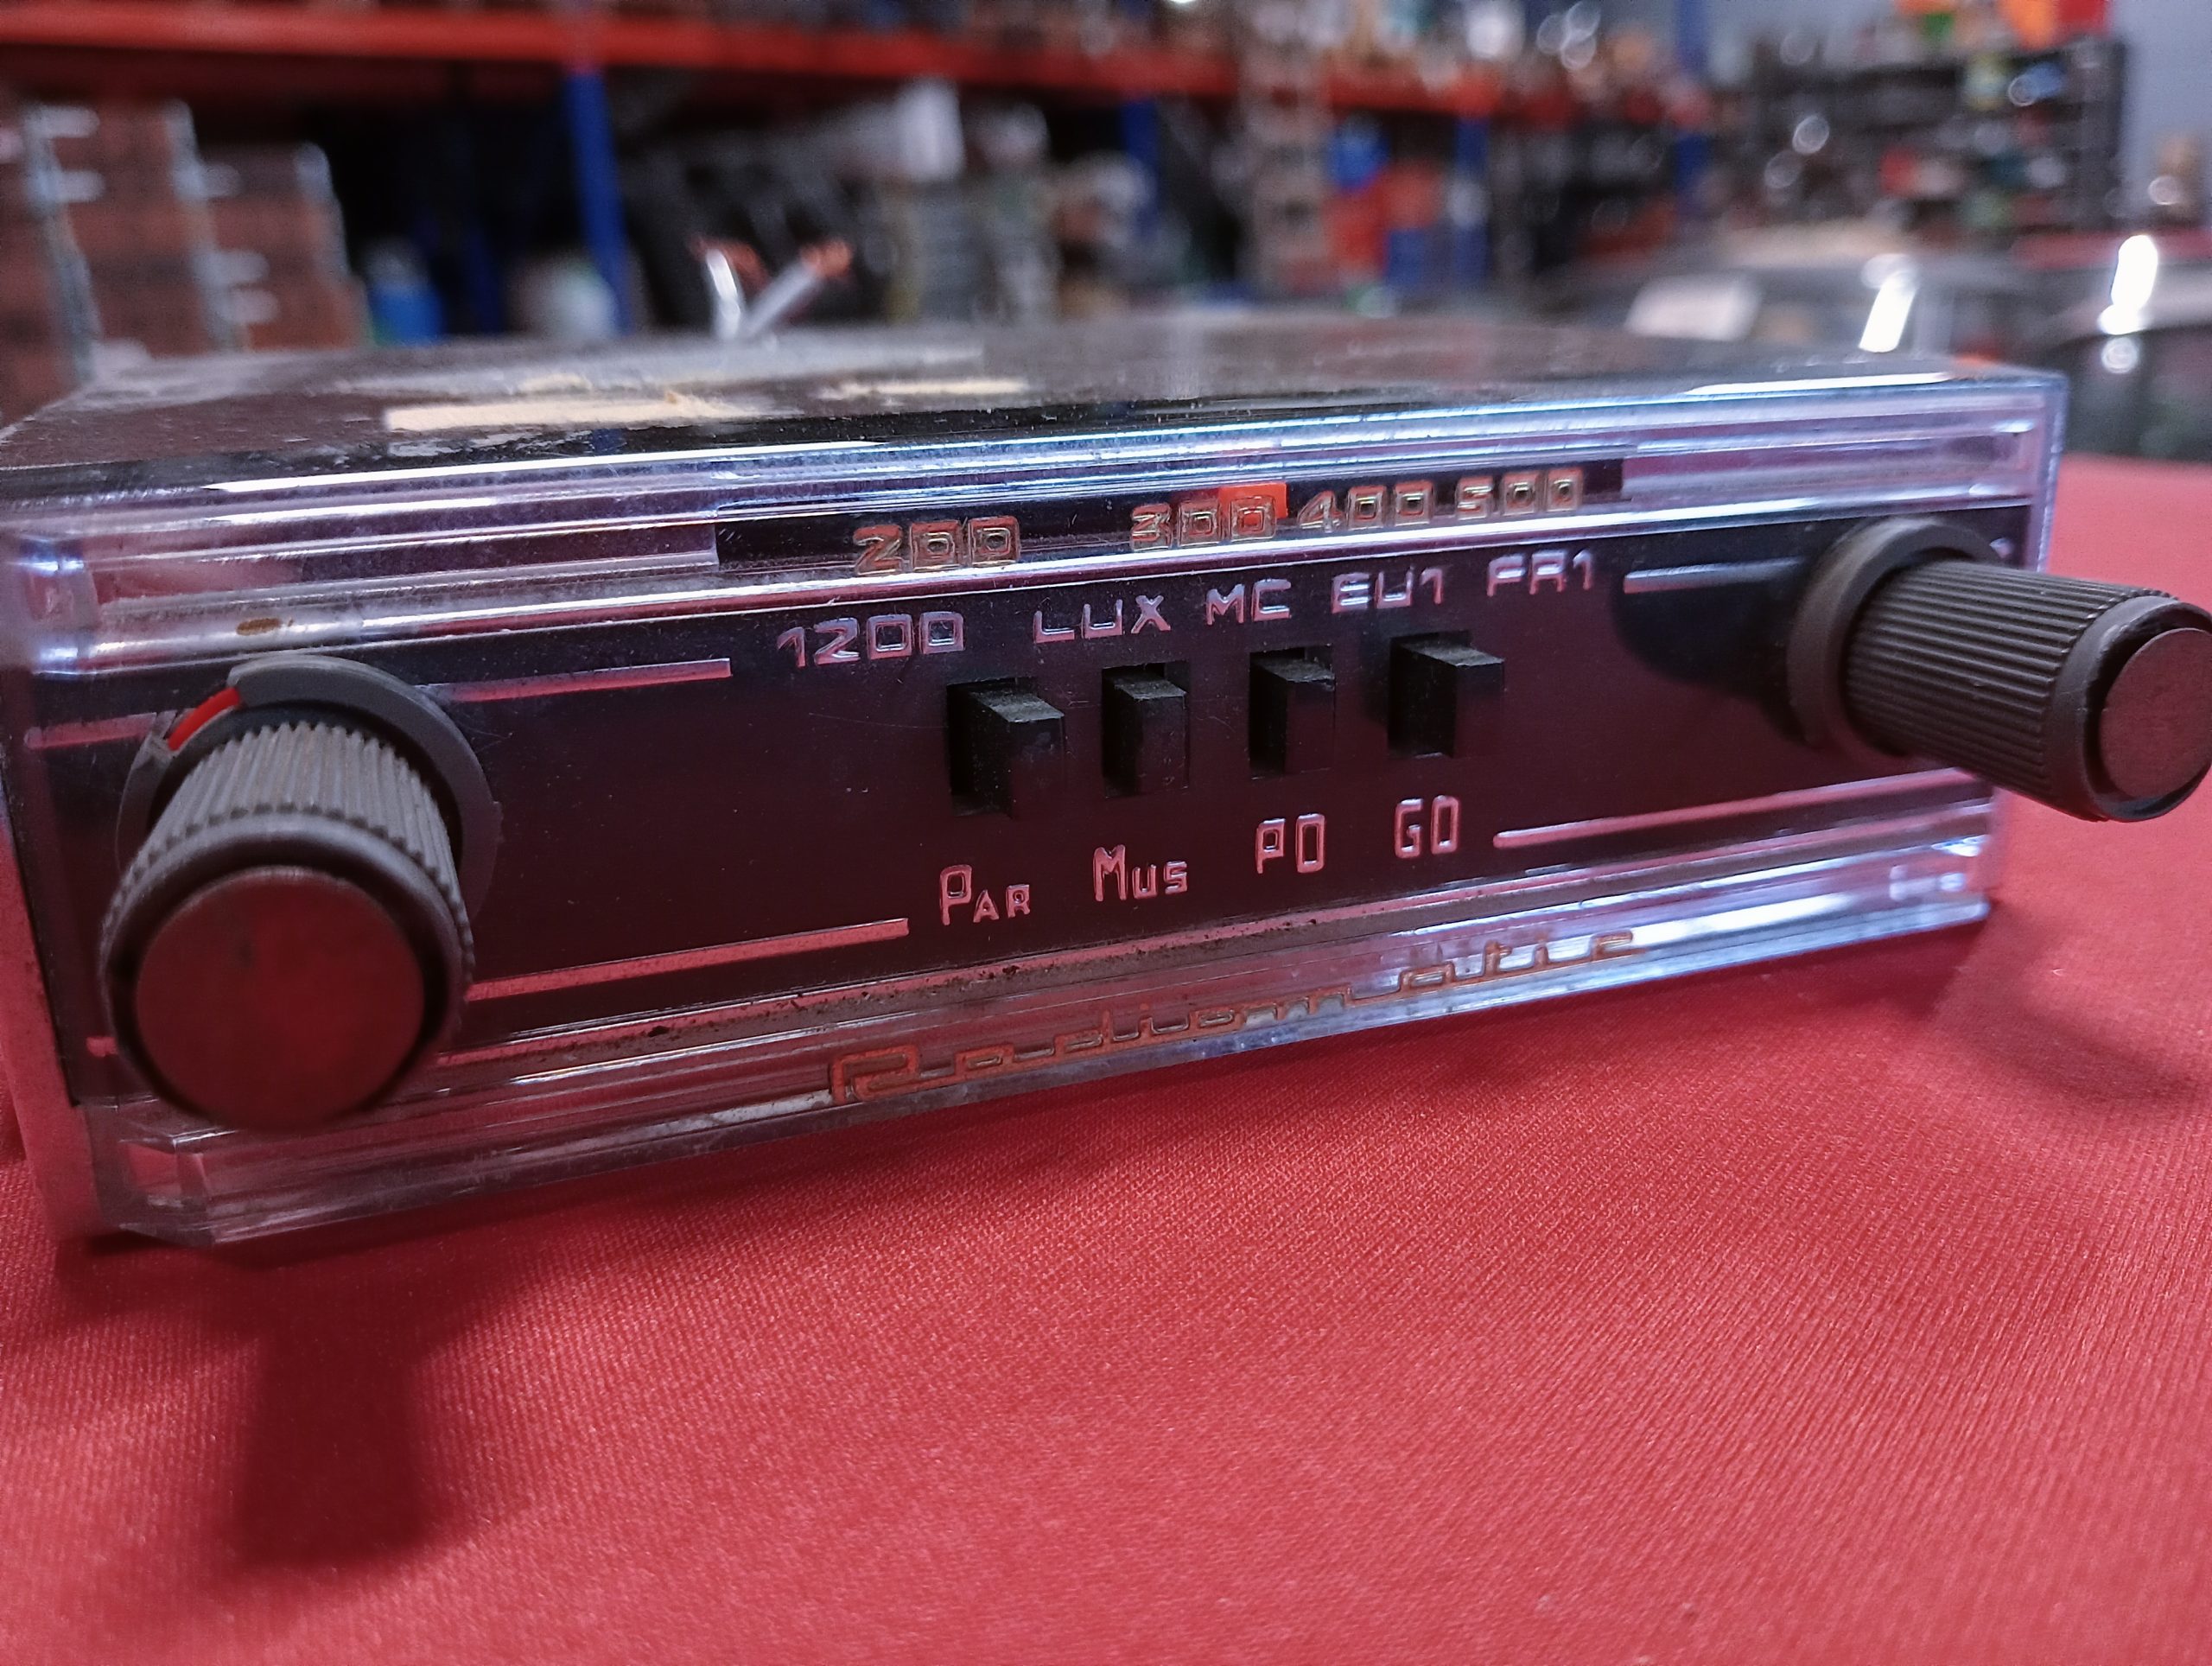 200 300 400 500
1200 LUX MC EU1 FR1
PAR MUS PO GO
Radiomatic